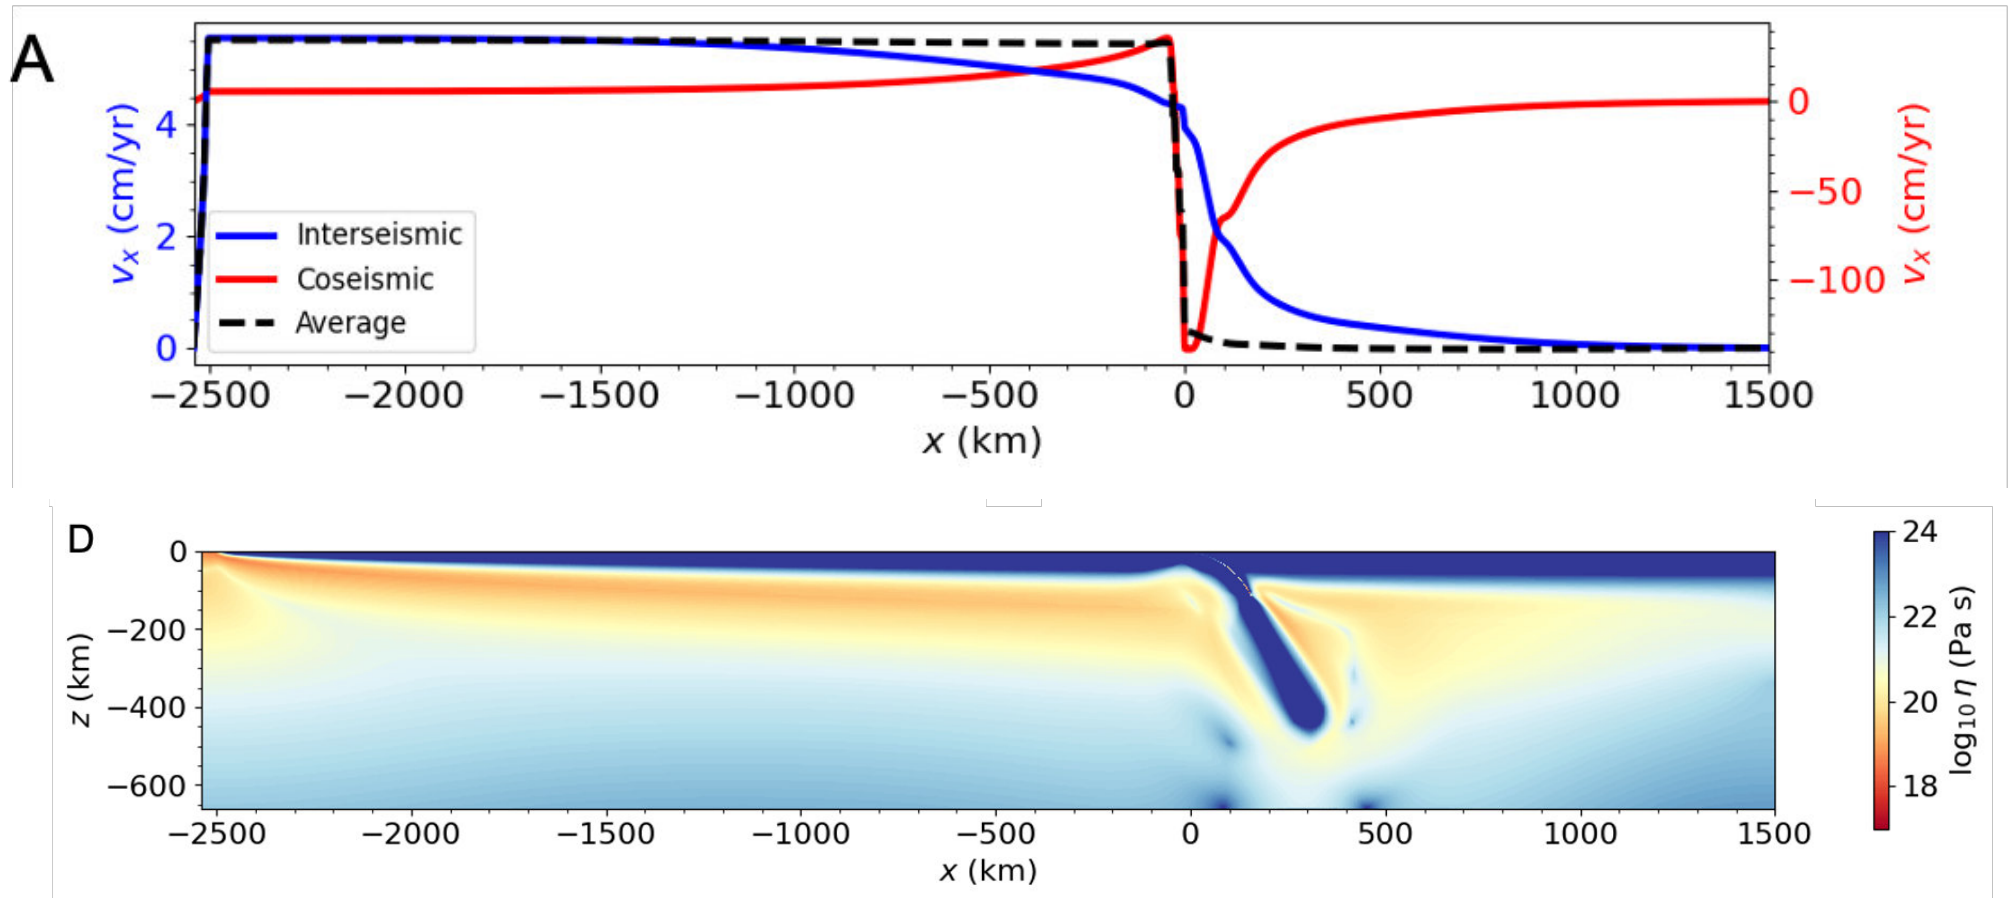 A
v_x (cm/yr)
4
2
0
Interseismic
Coseismic
Average
0
−50
−100
v_x (cm/yr)
−2500 −2000 −1500 −1000 −500 0 500 1000 1500
x (km)
D
0
−200
−400
−600
z (km)
−2500 −2000 −1500 −1000 −500 0 500 1000 1500
x (km)
24
22
20
18
log₁₀ η (Pa s)